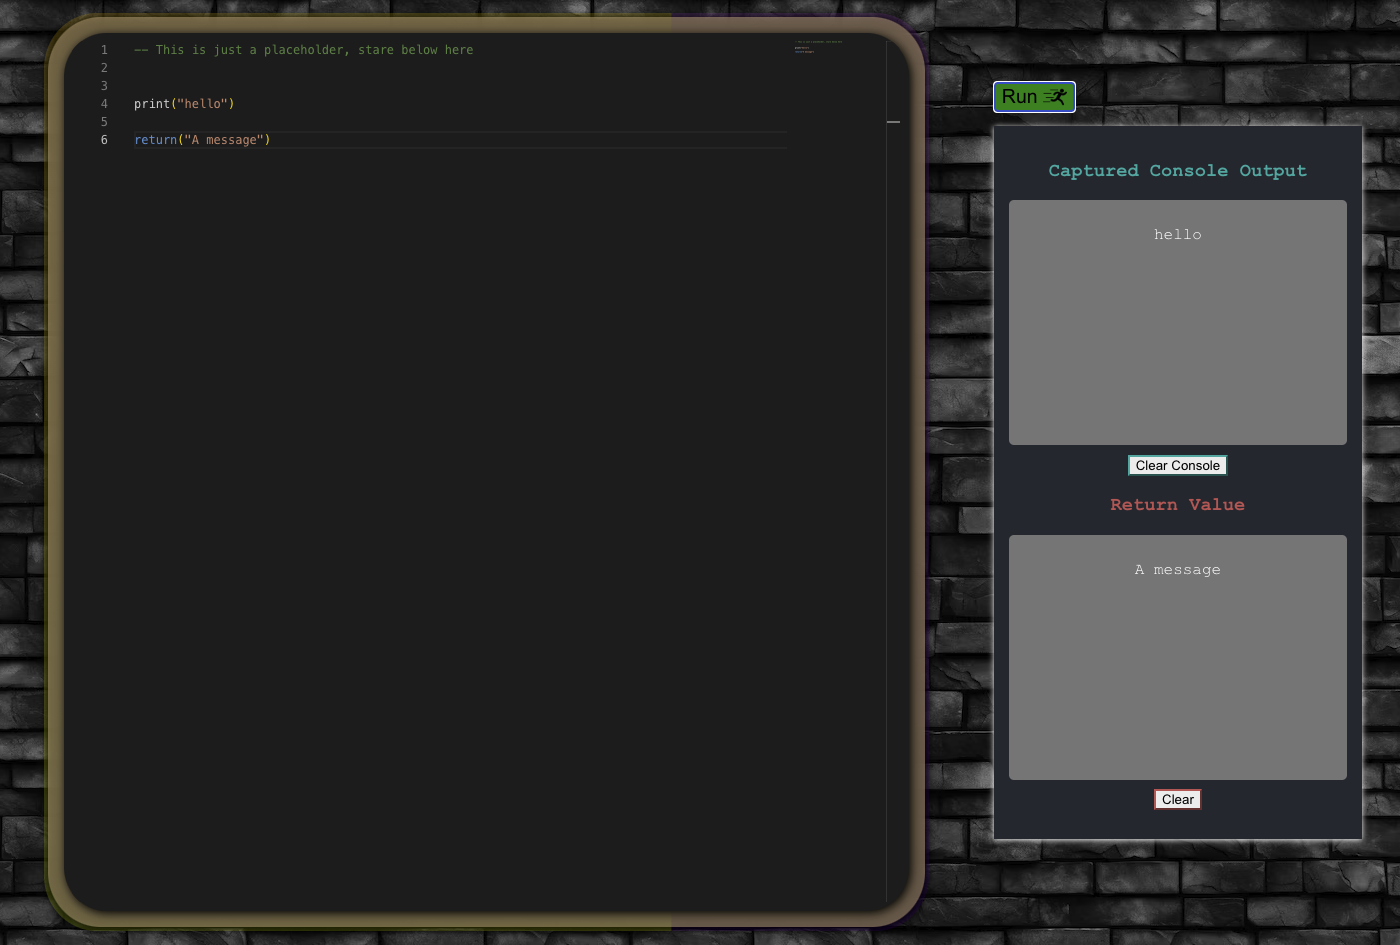 1 -- This is just a placeholder, stare below here
2
3
4 print("hello")
5
6 return("A message")
Run
Captured Console Output
hello
Clear Console
Return Value
A message
Clear